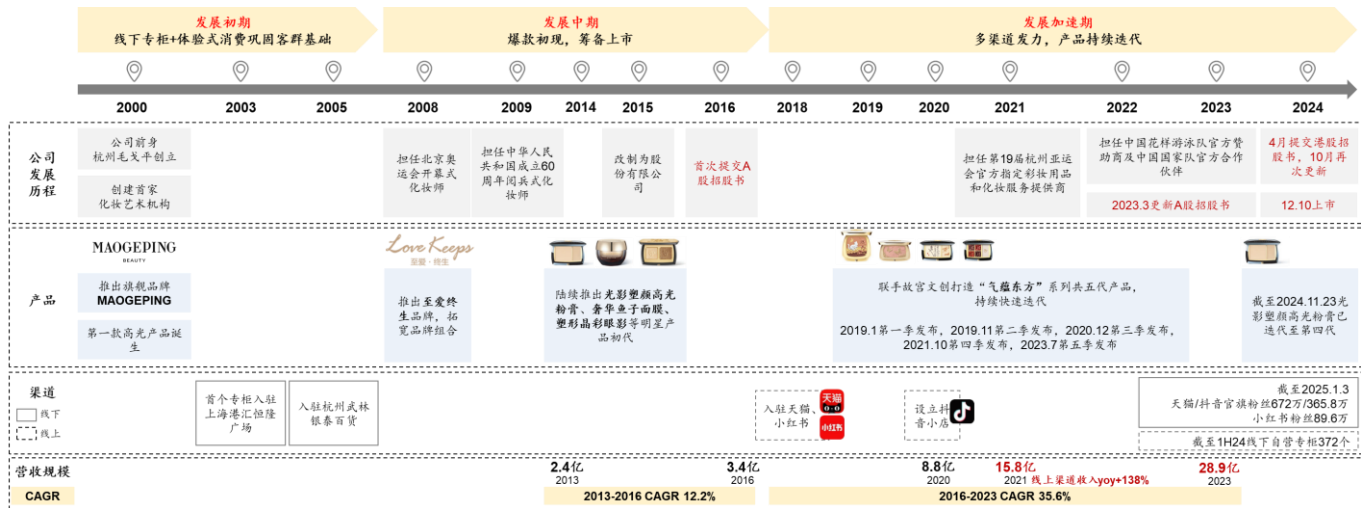 发展初期
线下专柜+体验式消费巩固客群基础
发展中期
爆款初现，筹备上市
发展加速期
多渠道发力，产品持续迭代
2000
2003
2005
2008
2009
2014
2015
2016
2018
2019
2020
2021
2022
2023
2024
公司
发展
历程
公司前身
杭州毛戈平创立
创建首家
化妆艺术机构
担任北京奥
运会开幕式
化妆师
担任中华人民
共和国成立60
周年阅兵式化
妆师
改制为股
份有限公
司
首次提交A
股招股书
担任第19届杭州亚运
会官方指定彩妆用品
和化妆服务提供商
担任中国花样游泳队官方赞
助商及中国国家队官方合作
伙伴
2023.3更新A股招股书
4月提交港股招
股书，10月再
次更新
12.10上市
产品
MAOGEPING
BEAUTY
推出旗舰品牌
MAOGEPING
第一款高光产品诞
生
Love Keeps
至爱·终生
推出至爱终
生品牌，拓
宽品牌组合
陆续推出光影塑颜高光
粉膏、奢华鱼子面膜、
塑形晶彩眼影等明星产
品初代
联手故宫文创打造“气蕴东方”系列共五代产品，
持续快速迭代
2019.1第一季发布，2019.11第二季发布，2020.12第三季发布，
2021.10第四季发布，2023.7第五季发布
截至2024.11.23光
影塑颜高光粉膏已
迭代至第四代
渠道
线下
线上
首个专柜入驻
上海港汇恒隆
广场
入驻杭州武林
银泰百货
入驻天猫、
小红书
天猫
小红书
设立抖
音小店
截至2025.1.3
天猫/抖音官旗粉丝672万/365.8万
小红书粉丝89.6万
截至1H24线下自营专柜372个
营收规模
2.4亿
2013
3.4亿
2016
8.8亿
2020
15.8亿
2021 线上渠道收入yoy+138%
28.9亿
2023
CAGR
2013-2016 CAGR 12.2%
2016-2023 CAGR 35.6%